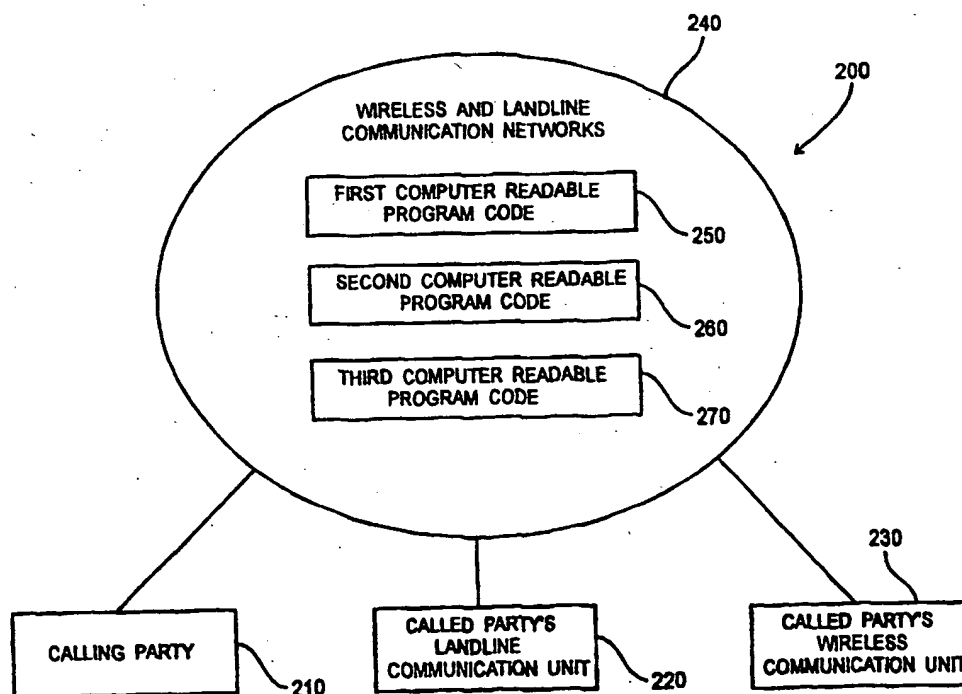 240
200
WIRELESS AND LANDLINE
COMMUNICATION NETWORKS
FIRST COMPUTER READABLE
PROGRAM CODE
250
SECOND COMPUTER READABLE
PROGRAM CODE
260
THIRD COMPUTER READABLE
PROGRAM CODE
270
CALLING PARTY
210
CALLED PARTY'S
LANDLINE
COMMUNICATION UNIT
220
230
CALLED PARTY'S
WIRELESS
COMMUNICATION UNIT